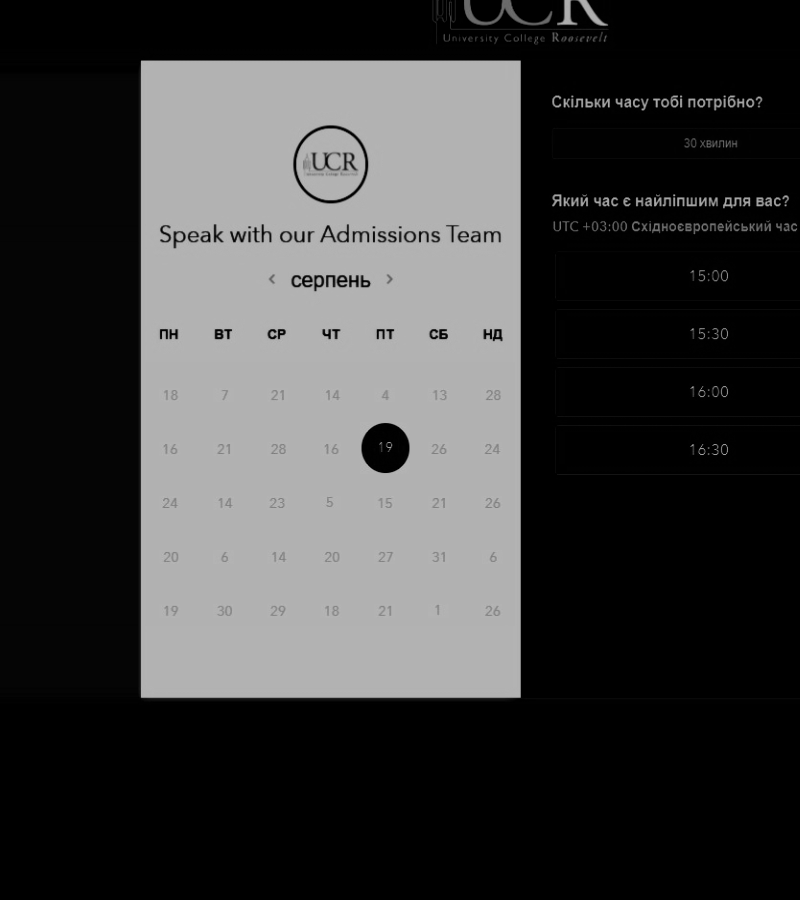 UCR
University College Roosevelt
UCR
Speak with our Admissions Team
< серпень >
ПН ВТ СР ЧТ ПТ СБ НД
18 7 21 14 4 13 28
16 21 28 16 19 26 24
24 14 23 5 15 21 26
20 6 14 20 27 31 6
19 30 29 18 21 1 26
Скільки часу тобі потрібно?
30 хвилин
Який час є найліпшим для вас?
UTC +03:00 Східноєвропейський час
15:00
15:30
16:00
16:30